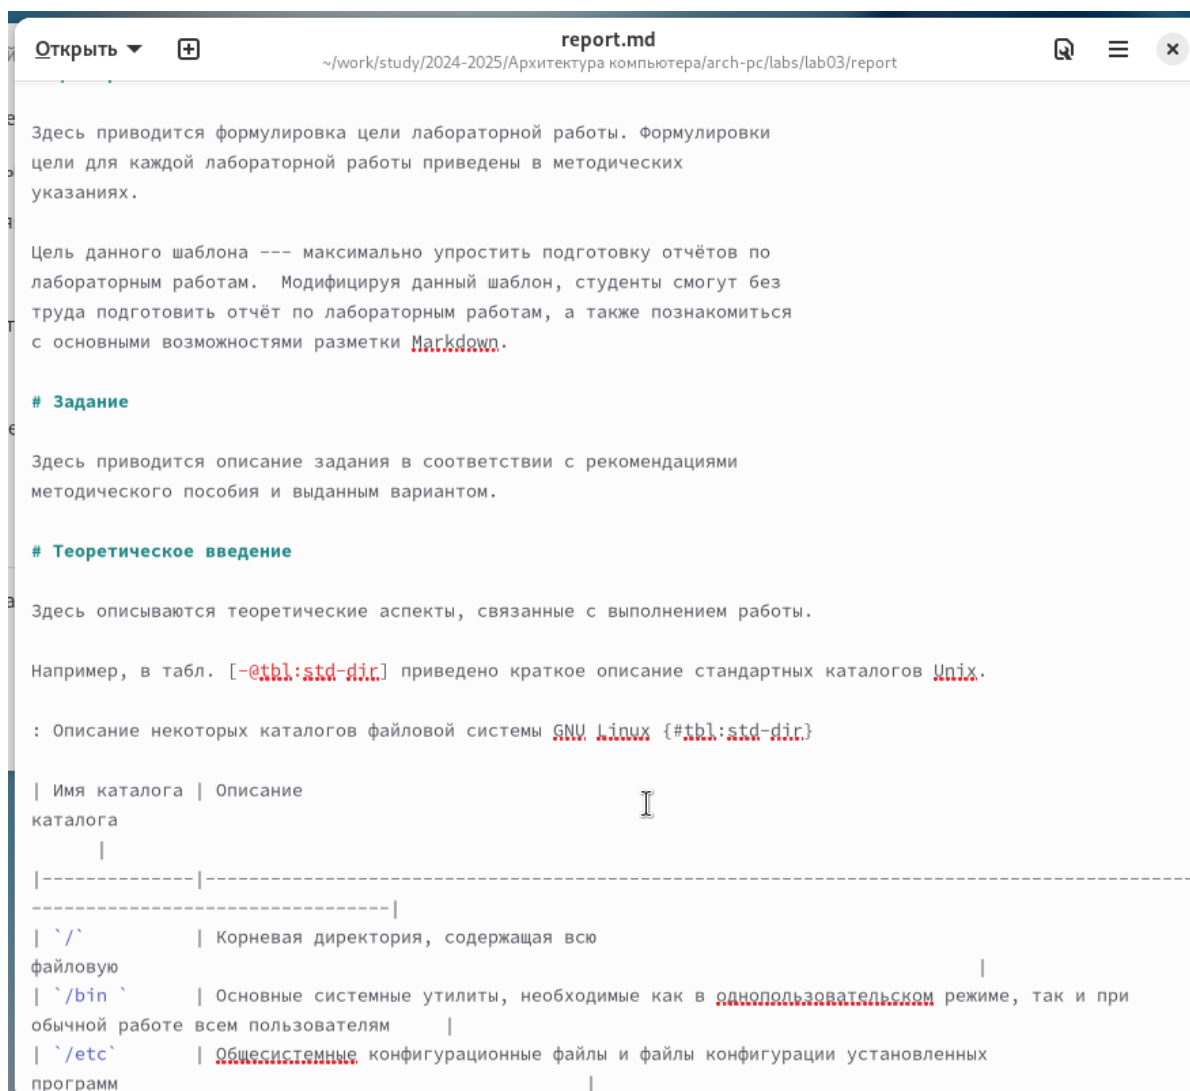 Открыть
report.md
~/work/study/2024-2025/Архитектура компьютера/arch-pc/labs/lab03/report
Здесь приводится формулировка цели лабораторной работы. Формулировки
цели для каждой лабораторной работы приведены в методических
указаниях.
Цель данного шаблона --- максимально упростить подготовку отчётов по
лабораторным работам.  Модифицируя данный шаблон, студенты смогут без
труда подготовить отчёт по лабораторным работам, а также познакомиться
с основными возможностями разметки Markdown.
# Задание
Здесь приводится описание задания в соответствии с рекомендациями
методического пособия и выданным вариантом.
# Теоретическое введение
Здесь описываются теоретические аспекты, связанные с выполнением работы.
Например, в табл. [-@tbl:std-dir] приведено краткое описание стандартных каталогов Unix.
: Описание некоторых каталогов файловой системы GNU Linux {#tbl:std-dir}
| Имя каталога | Описание
каталога
|
|--------------|-------------------------------------------------------------------------------------------
---------------------------------|
| `/`          | Корневая директория, содержащая всю
файловую |
| `/bin `      | Основные системные утилиты, необходимые как в однопользовательском режиме, так и при
обычной работе всем пользователям     |
| `/etc`       | Общесистемные конфигурационные файлы и файлы конфигурации установленных
программ |